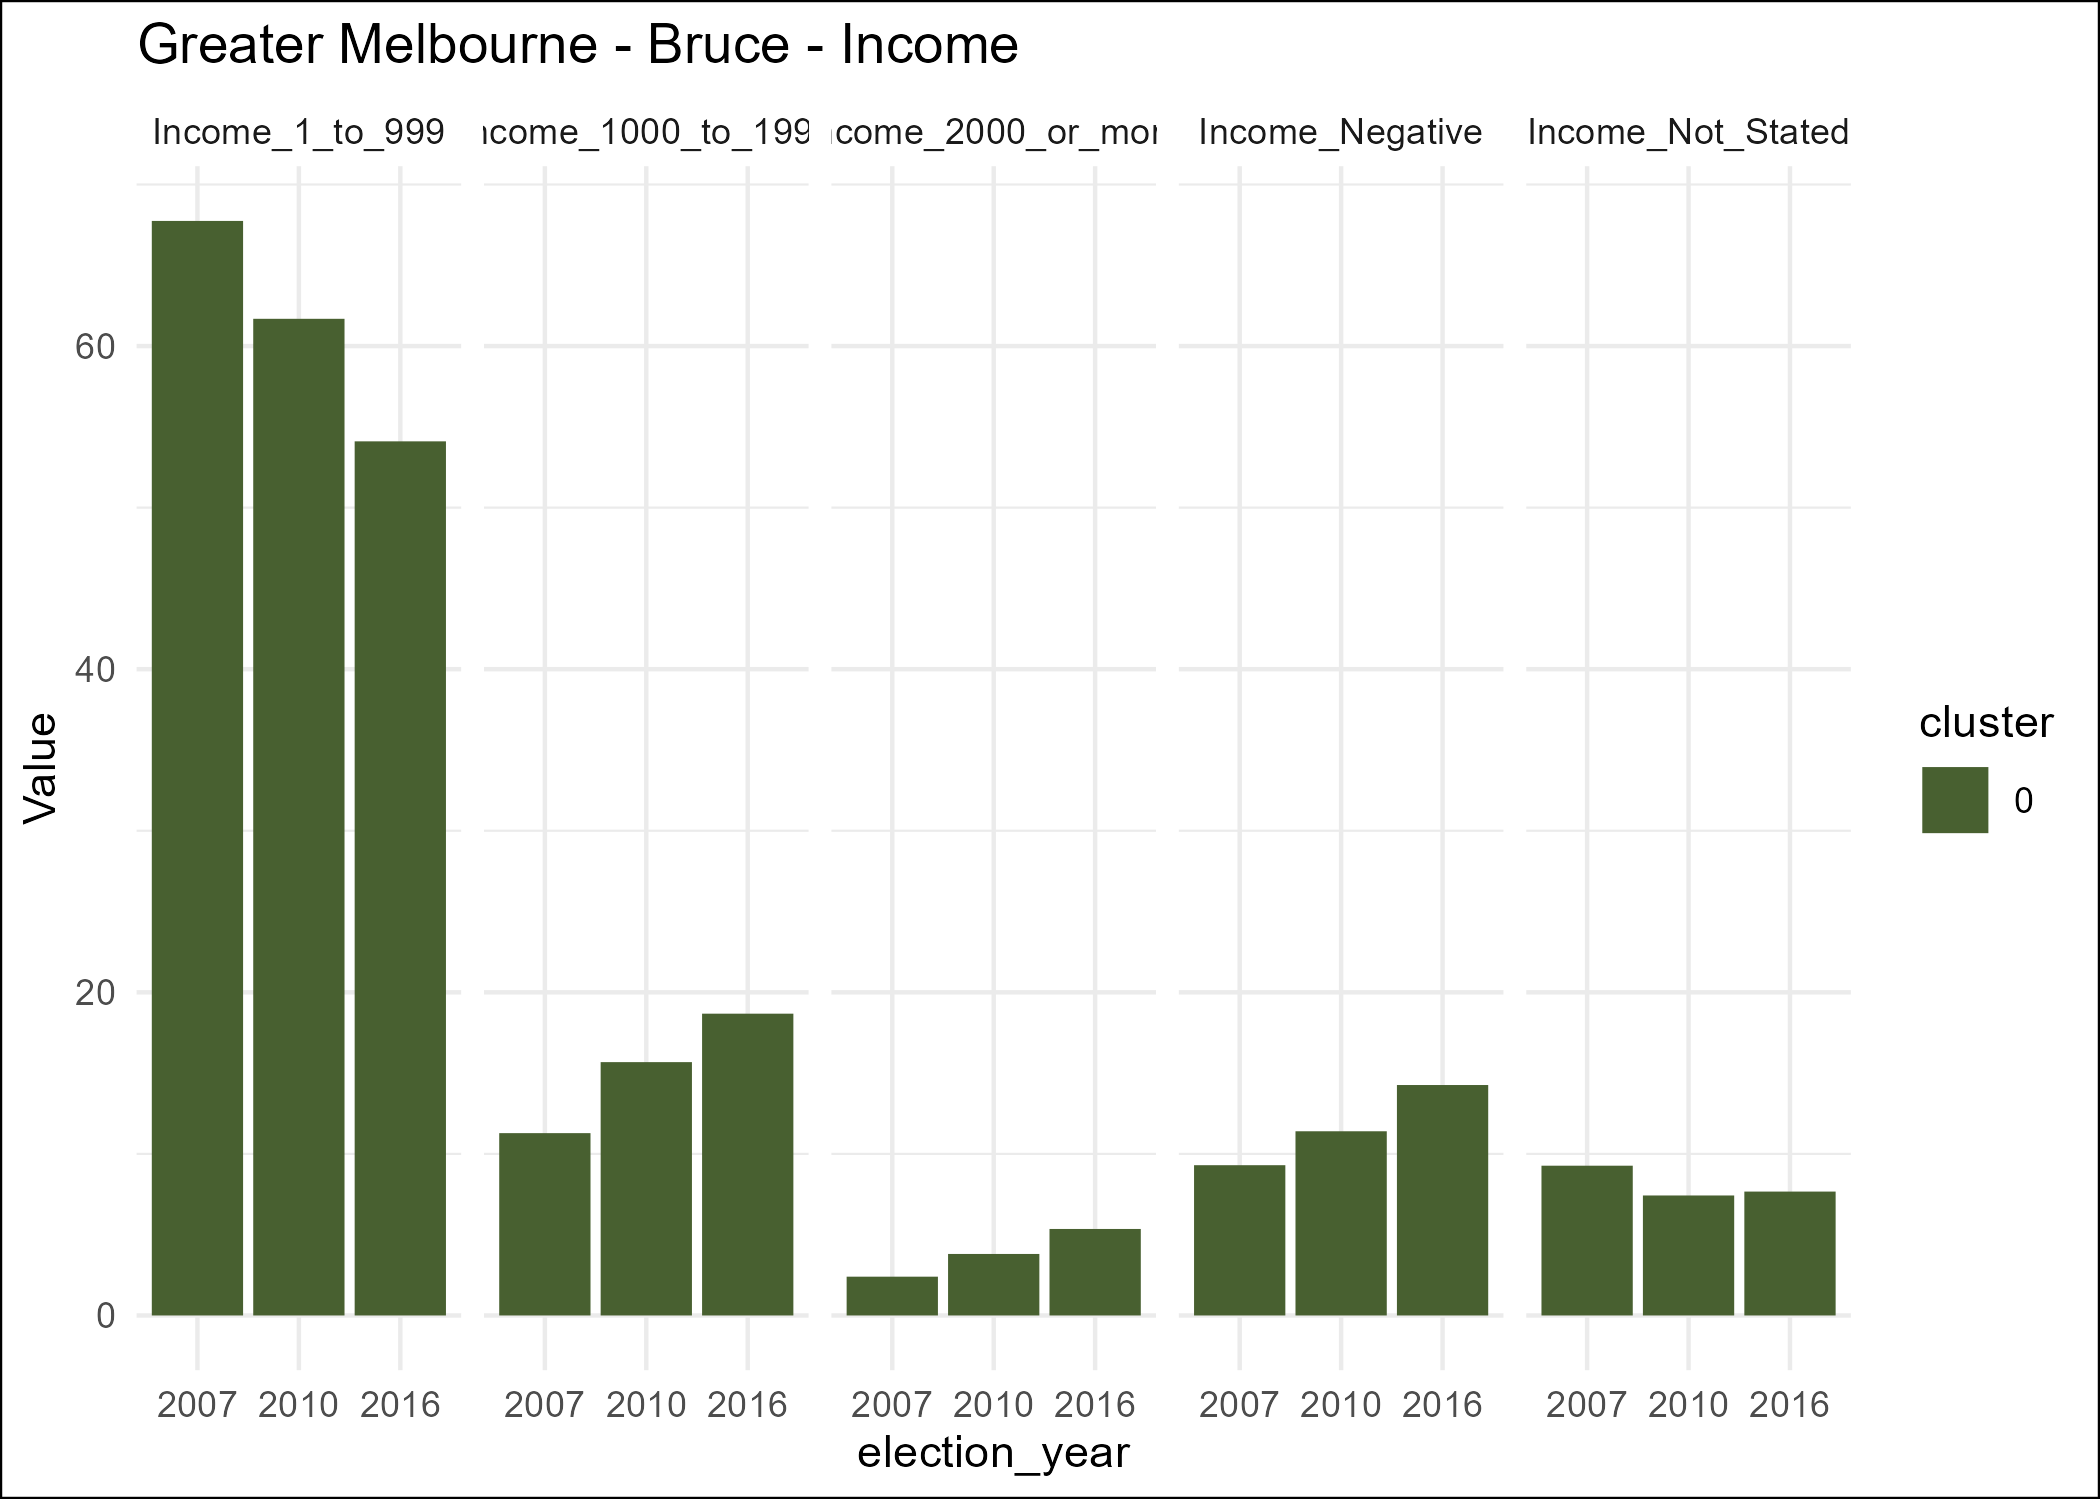 Greater Melbourne - Bruce - Income
Income_1_to_999 ncome_1000_to_199 ncome_2000_or_mor Income_Negative Income_Not_Stated
60
40
20
0
Value
cluster
0
2007 2010 2016 2007 2010 2016 2007 2010 2016 2007 2010 2016 2007 2010 2016
election_year